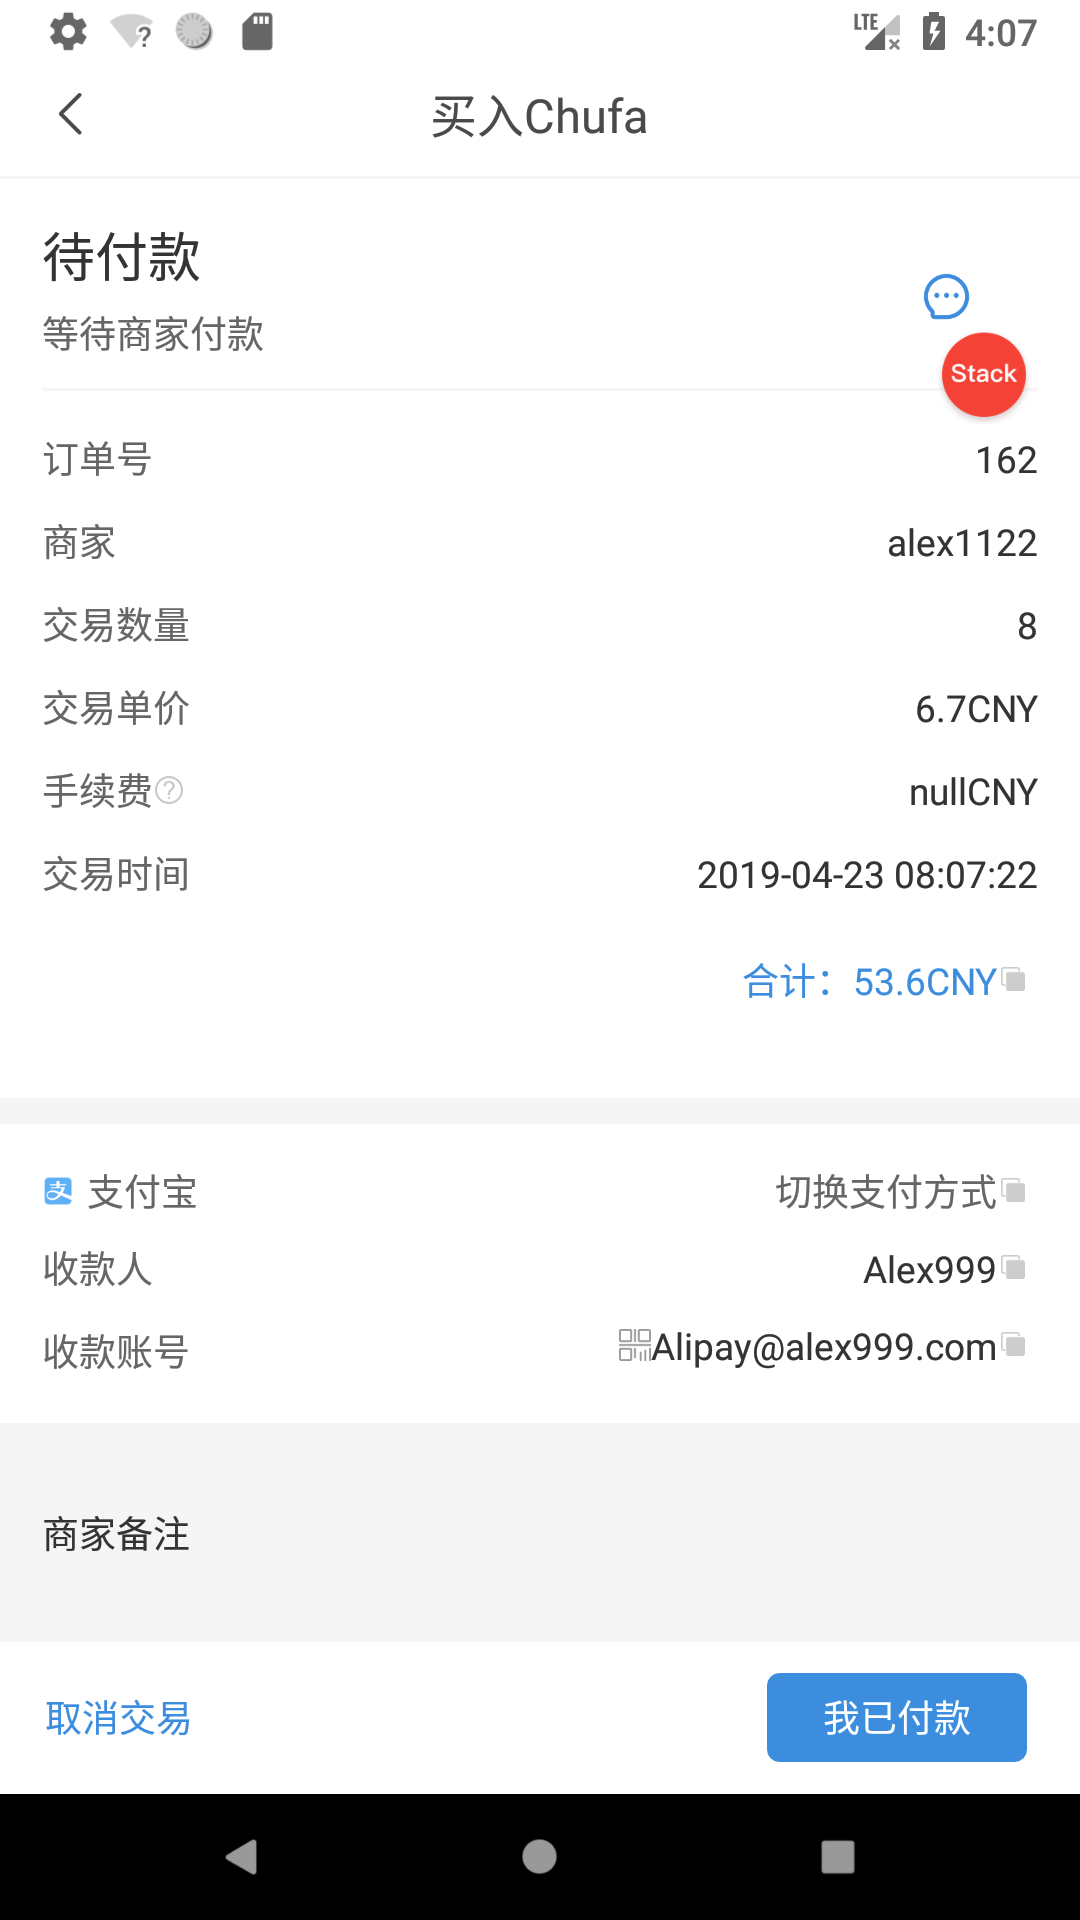 LTE 4:07
买入Chufa
待付款
等待商家付款
Stack
订单号 162
商家 alex1122
交易数量 8
交易单价 6.7CNY
手续费 nullCNY
交易时间 2019-04-23 08:07:22
合计：53.6CNY
支 支付宝 切换支付方式
收款人 Alex999
收款账号 Alipay@alex999.com
商家备注
取消交易 我已付款